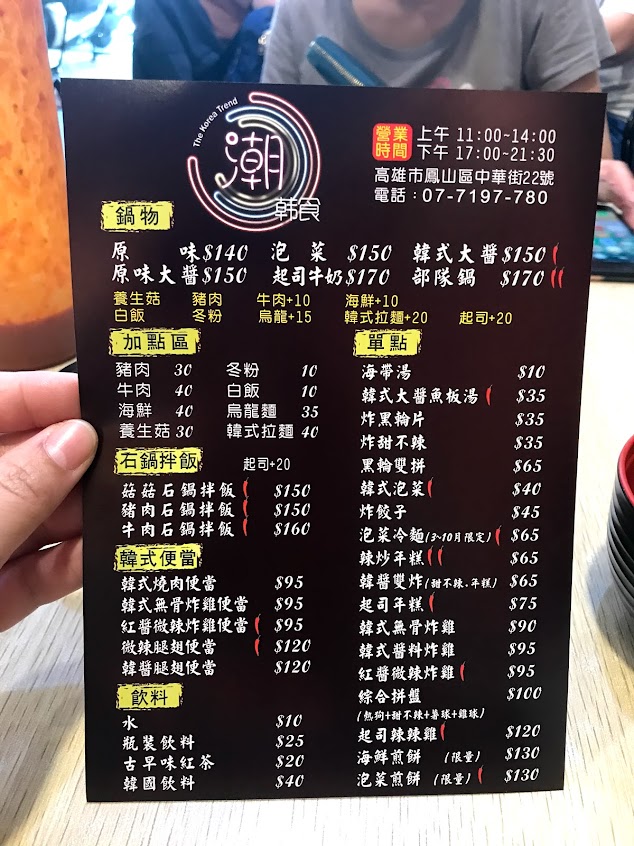 The Korea Trend
潮
韩食
營業時間
上午 11:00~14:00
下午 17:00~21:30
高雄市鳳山區中華街22號
電話：07-7197-780
鍋物
原味$140 泡菜 $150 韓式大醬$150
原味大醬$150 起司牛奶$170 部隊鍋 $170
養生菇 豬肉 牛肉+10 海鮮+10
白飯 冬粉 烏龍+15 韓式拉麵+20 起司+20
加點區
豬肉 30 冬粉 10
牛肉 40 白飯 10
海鮮 40 烏龍麵 35
養生菇 30 韓式拉麵 40
石鍋拌飯 起司+20
菇菇石鍋拌飯 $150
豬肉石鍋拌飯 $150
牛肉石鍋拌飯 $160
韓式便當
韓式燒肉便當 $95
韓式無骨炸雞便當 $95
紅醬微辣炸雞便當 $95
微辣腿翅便當 $120
韓醬腿翅便當 $120
飲料
水 $10
瓶裝飲料 $25
古早味紅茶 $20
韓國飲料 $40
單點
海帶湯 $10
韓式大醬魚板湯 $35
炸黑輪片 $35
炸甜不辣 $35
黑輪雙拼 $65
韓式泡菜 $40
炸餃子 $45
泡菜冷麵(3~10月限定) $65
辣炒年糕 $65
韓醬雙炸(甜不辣.年糕) $65
起司年糕 $75
韓式無骨炸雞 $90
韓式醬料炸雞 $95
紅醬微辣炸雞 $95
綜合拼盤 $100
(熱狗+甜不辣+薯球+雞球)
起司辣辣雞 $120
海鮮煎餅 (限量) $130
泡菜煎餅 (限量) $130